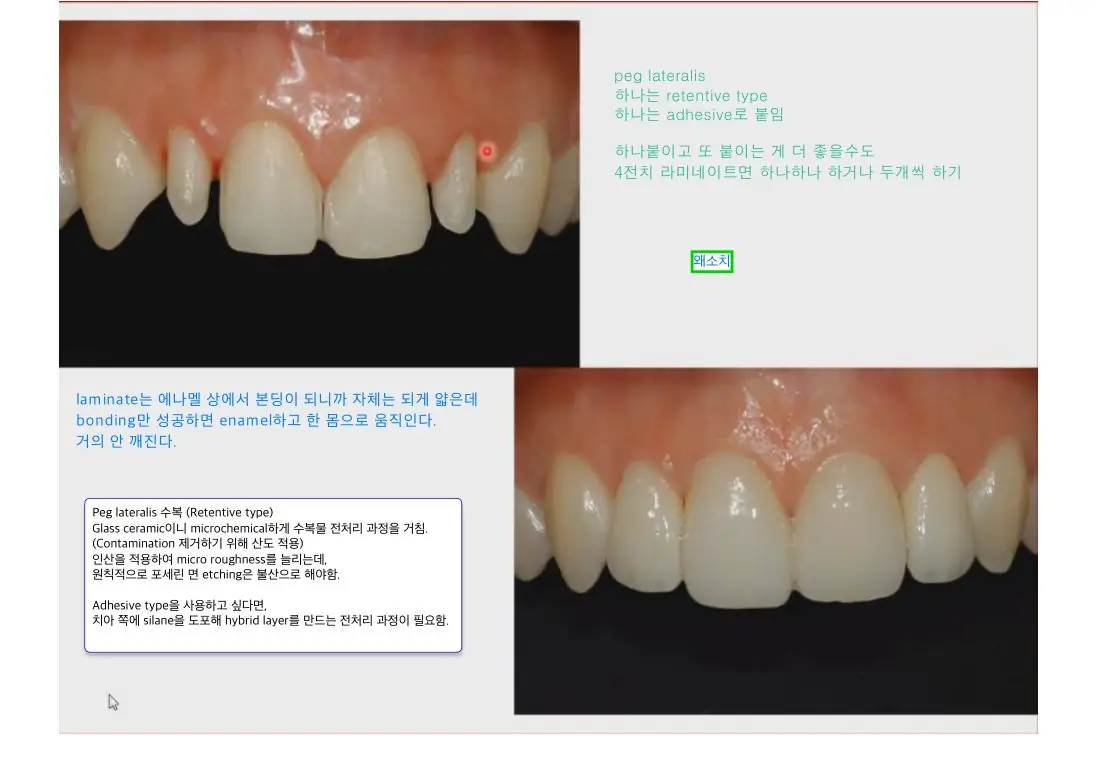 peg lateralis
하나는 retentive type
하나는 adhesive로 붙임
하나붙이고 또 붙이는 게 더 좋을수도
4전치 라미네이트면 하나하나 하거나 두개씩 하기
왜소치
laminate는 에나멜 상에서 본딩이 되니까 자체는 되게 얇은데
bonding만 성공하면 enamel하고 한 몸으로 움직인다.
거의 안 깨진다.
Peg lateralis 수복 (Retentive type)
Glass ceramic이니 microchemical하게 수복물 전처리 과정을 거침.
(Contamination 제거하기 위해 산도 적용)
인산을 적용하여 micro roughness를 늘리는데,
원칙적으로 포세린 면 etching은 불산으로 해야함.
Adhesive type을 사용하고 싶다면,
치아 쪽에 silane을 도포해 hybrid layer를 만드는 전처리 과정이 필요함.